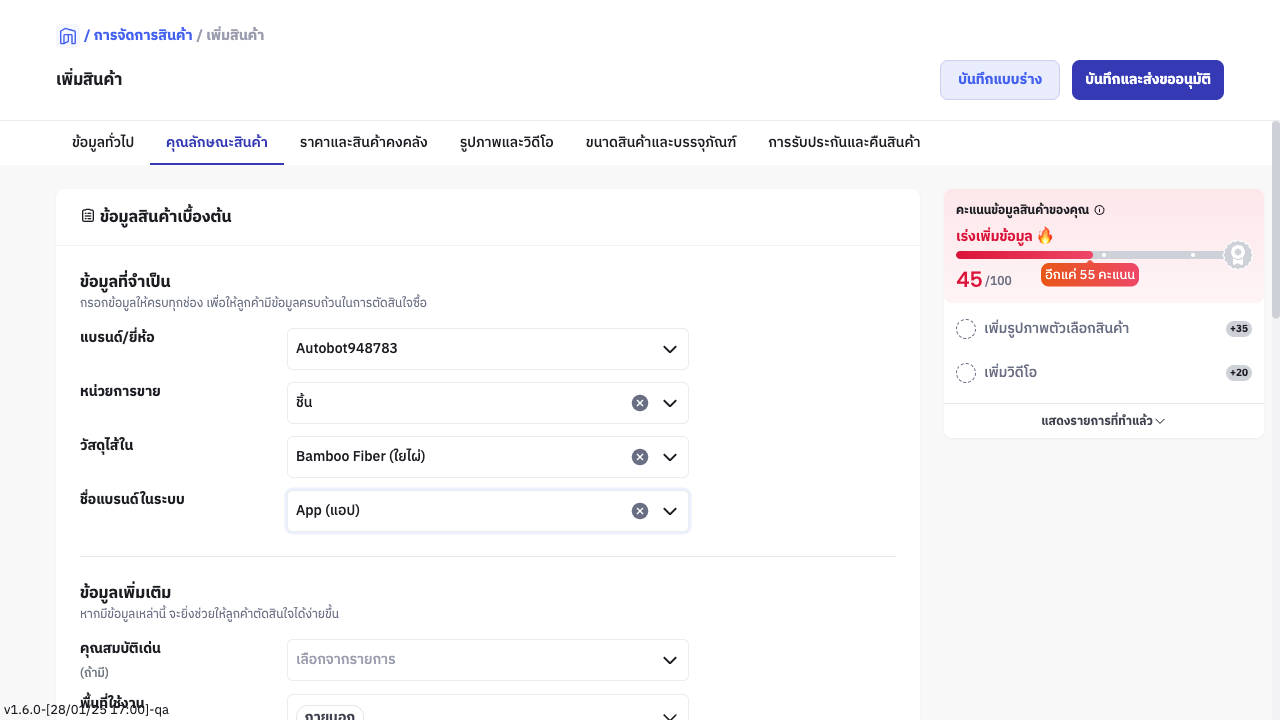 / การจัดการสินค้า / เพิ่มสินค้า
เพิ่มสินค้า
บันทึกแบบร่าง
บันทึกและส่งขออนุมัติ
ข้อมูลทั่วไป
คุณลักษณะสินค้า
ราคาและสินค้าคงคลัง
รูปภาพและวิดีโอ
ขนาดสินค้าและบรรจุภัณฑ์
การรับประกันและคืนสินค้า
ข้อมูลสินค้าเบื้องต้น
ข้อมูลที่จำเป็น
กรอกข้อมูลให้ครบทุกช่อง เพื่อให้ลูกค้ามีข้อมูลครบถ้วนในการตัดสินใจซื้อ
แบรนด์/ยี่ห้อ
Autobot948783
หน่วยการขาย
ชิ้น
วัสดุไส้ใน
Bamboo Fiber (ใยไผ่)
ชื่อแบรนด์ในระบบ
App (แอป)
ข้อมูลเพิ่มเติม
หากมีข้อมูลเหล่านี้ จะยิ่งช่วยให้ลูกค้าตัดสินใจได้ง่ายขึ้น
คุณสมบัติเด่น
(ถ้ามี)
เลือกจากรายการ
พื้นที่ใช้งาน
ภายนอก
v1.6.0-[28/01/25 17:00]-qa
คะแนนข้อมูลสินค้าของคุณ
เร่งเพิ่มข้อมูล 🔥
45 /100
อีกแค่ 55 คะแนน
เพิ่มรูปภาพตัวเลือกสินค้า
+35
เพิ่มวิดีโอ
+20
แสดงรายการที่ทำแล้ว